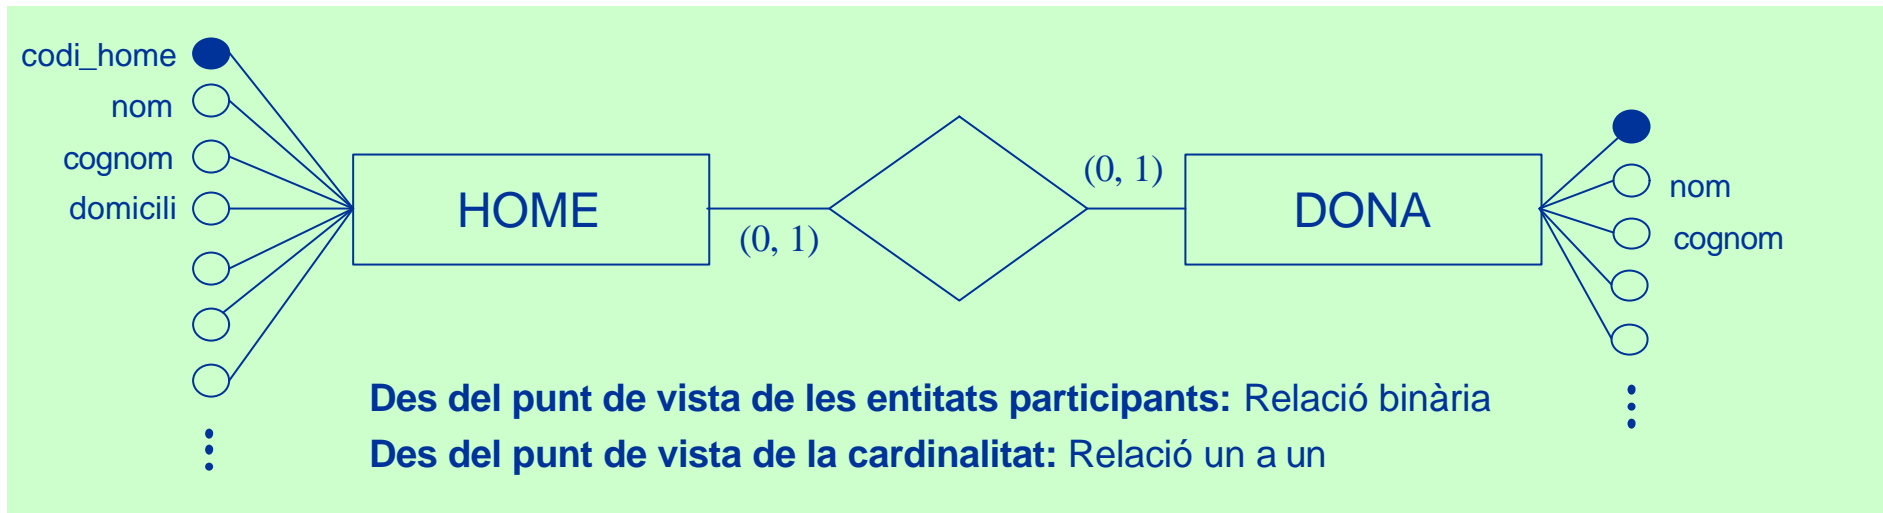 codi_home
nom
cognom
domicili
HOME
(0, 1)
(0, 1)
DONA
nom
cognom
Des del punt de vista de les entitats participants: Relació binària
Des del punt de vista de la cardinalitat: Relació un a un